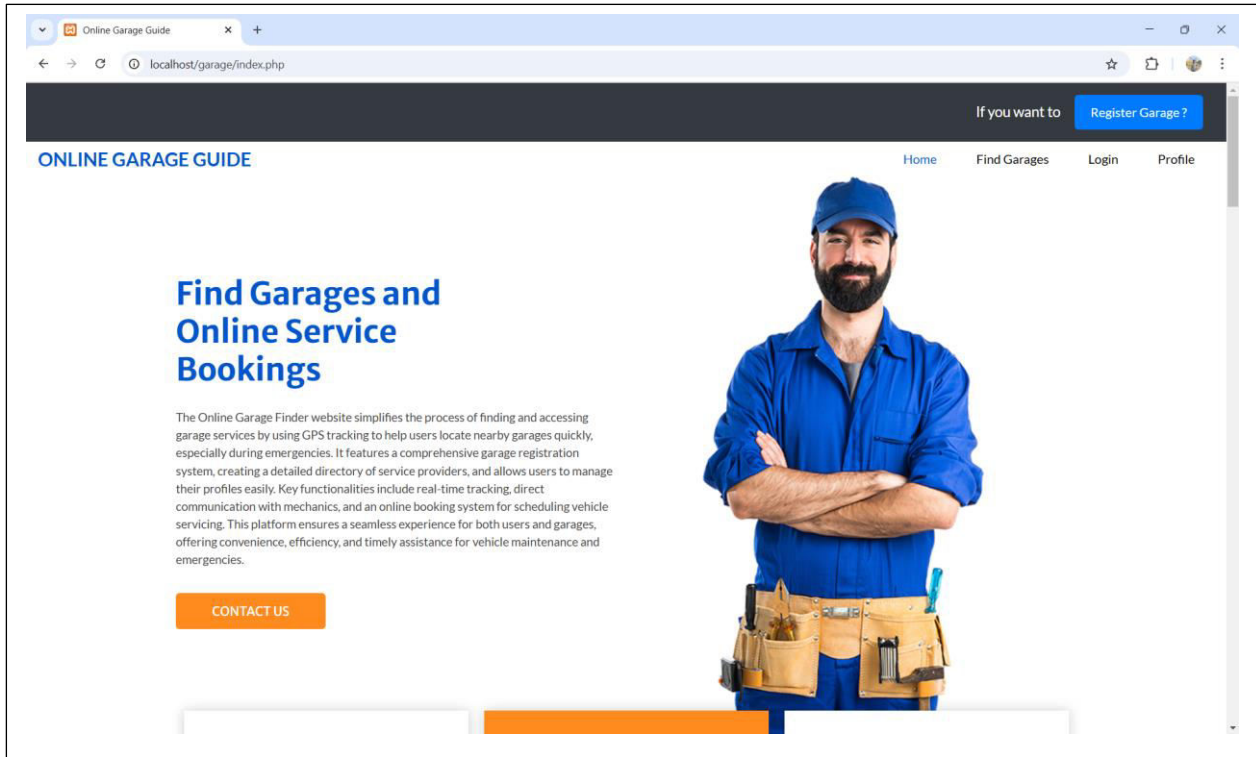 Online Garage Guide
localhost/garage/index.php
If you want to Register Garage ?
ONLINE GARAGE GUIDE Home Find Garages Login Profile
Find Garages and
Online Service
Bookings
The Online Garage Finder website simplifies the process of finding and accessing
garage services by using GPS tracking to help users locate nearby garages quickly,
especially during emergencies. It features a comprehensive garage registration
system, creating a detailed directory of service providers, and allows users to manage
their profiles easily. Key functionalities include real-time tracking, direct
communication with mechanics, and an online booking system for scheduling vehicle
servicing. This platform ensures a seamless experience for both users and garages,
offering convenience, efficiency, and timely assistance for vehicle maintenance and
emergencies.
CONTACT US